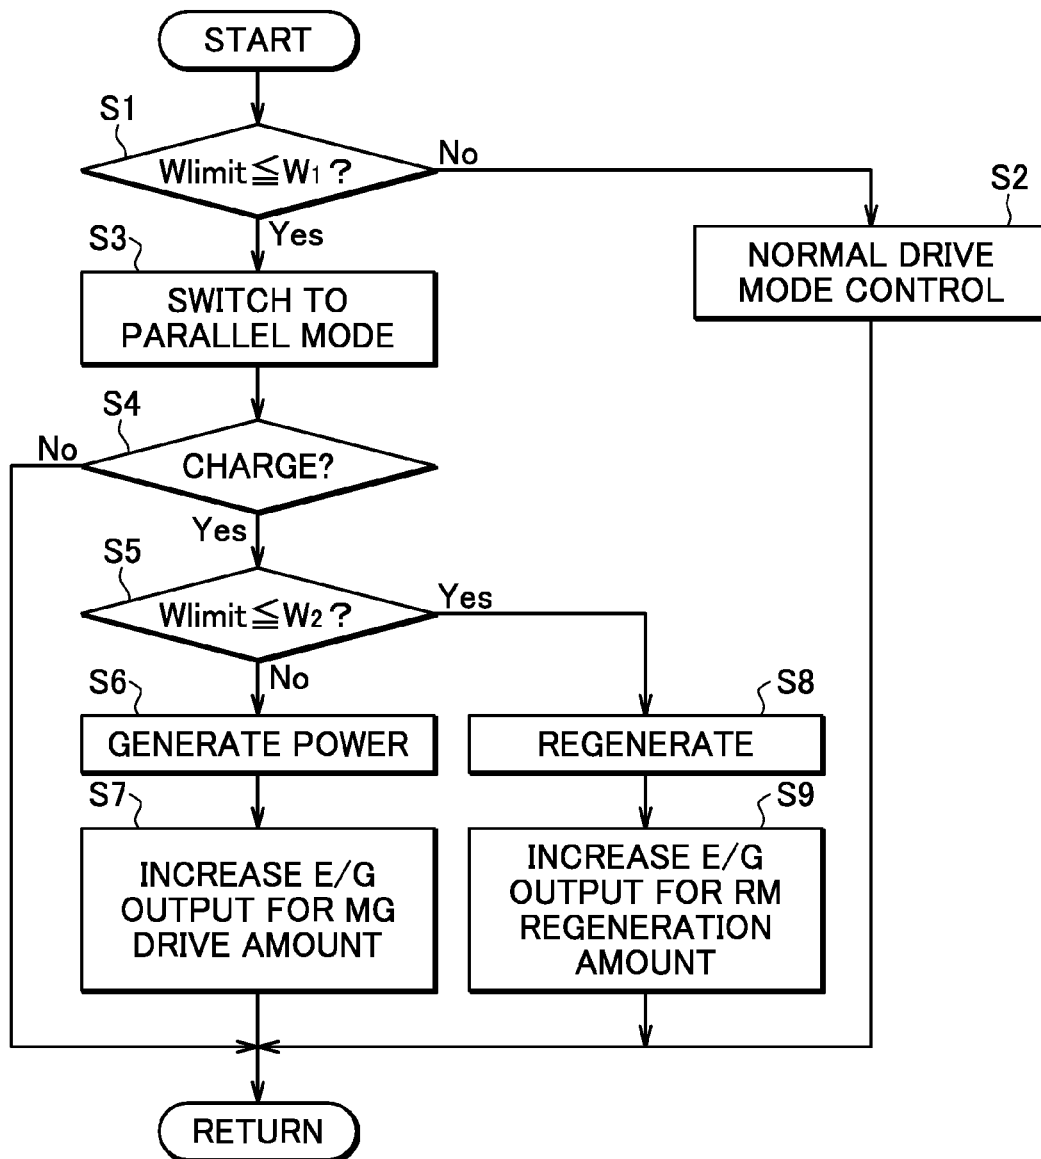 START
S1
Wlimit≦W1?
No
Yes
S2
NORMAL DRIVE
MODE CONTROL
S3
SWITCH TO
PARALLEL MODE
S4
No
CHARGE?
Yes
S5
Wlimit≦W2?
Yes
No
S6
GENERATE POWER
S8
REGENERATE
S7
INCREASE E/G
OUTPUT FOR MG
DRIVE AMOUNT
S9
INCREASE E/G
OUTPUT FOR RM
REGENERATION
AMOUNT
RETURN